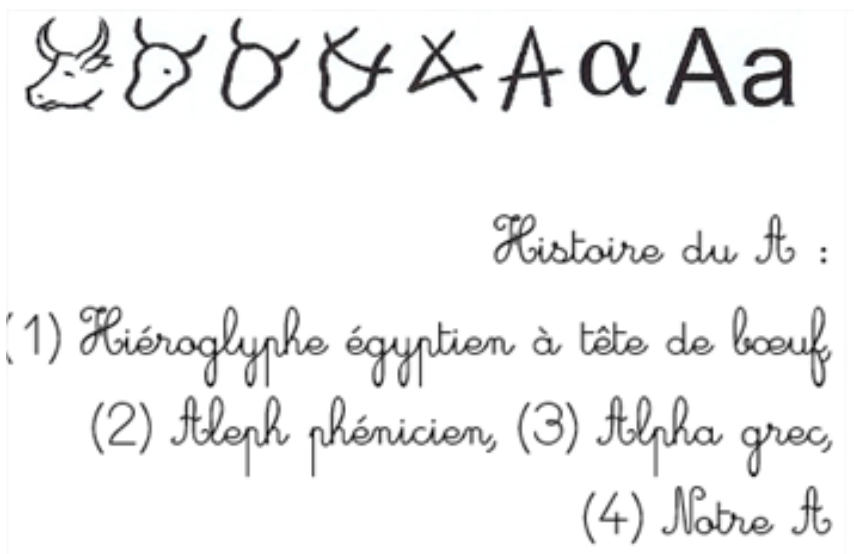 A α Aa
Histoire du A :
(1) Hiéroglyphe égyptien à tête de bœuf,
(2) Aleph phénicien, (3) Alpha grec,
(4) Notre A